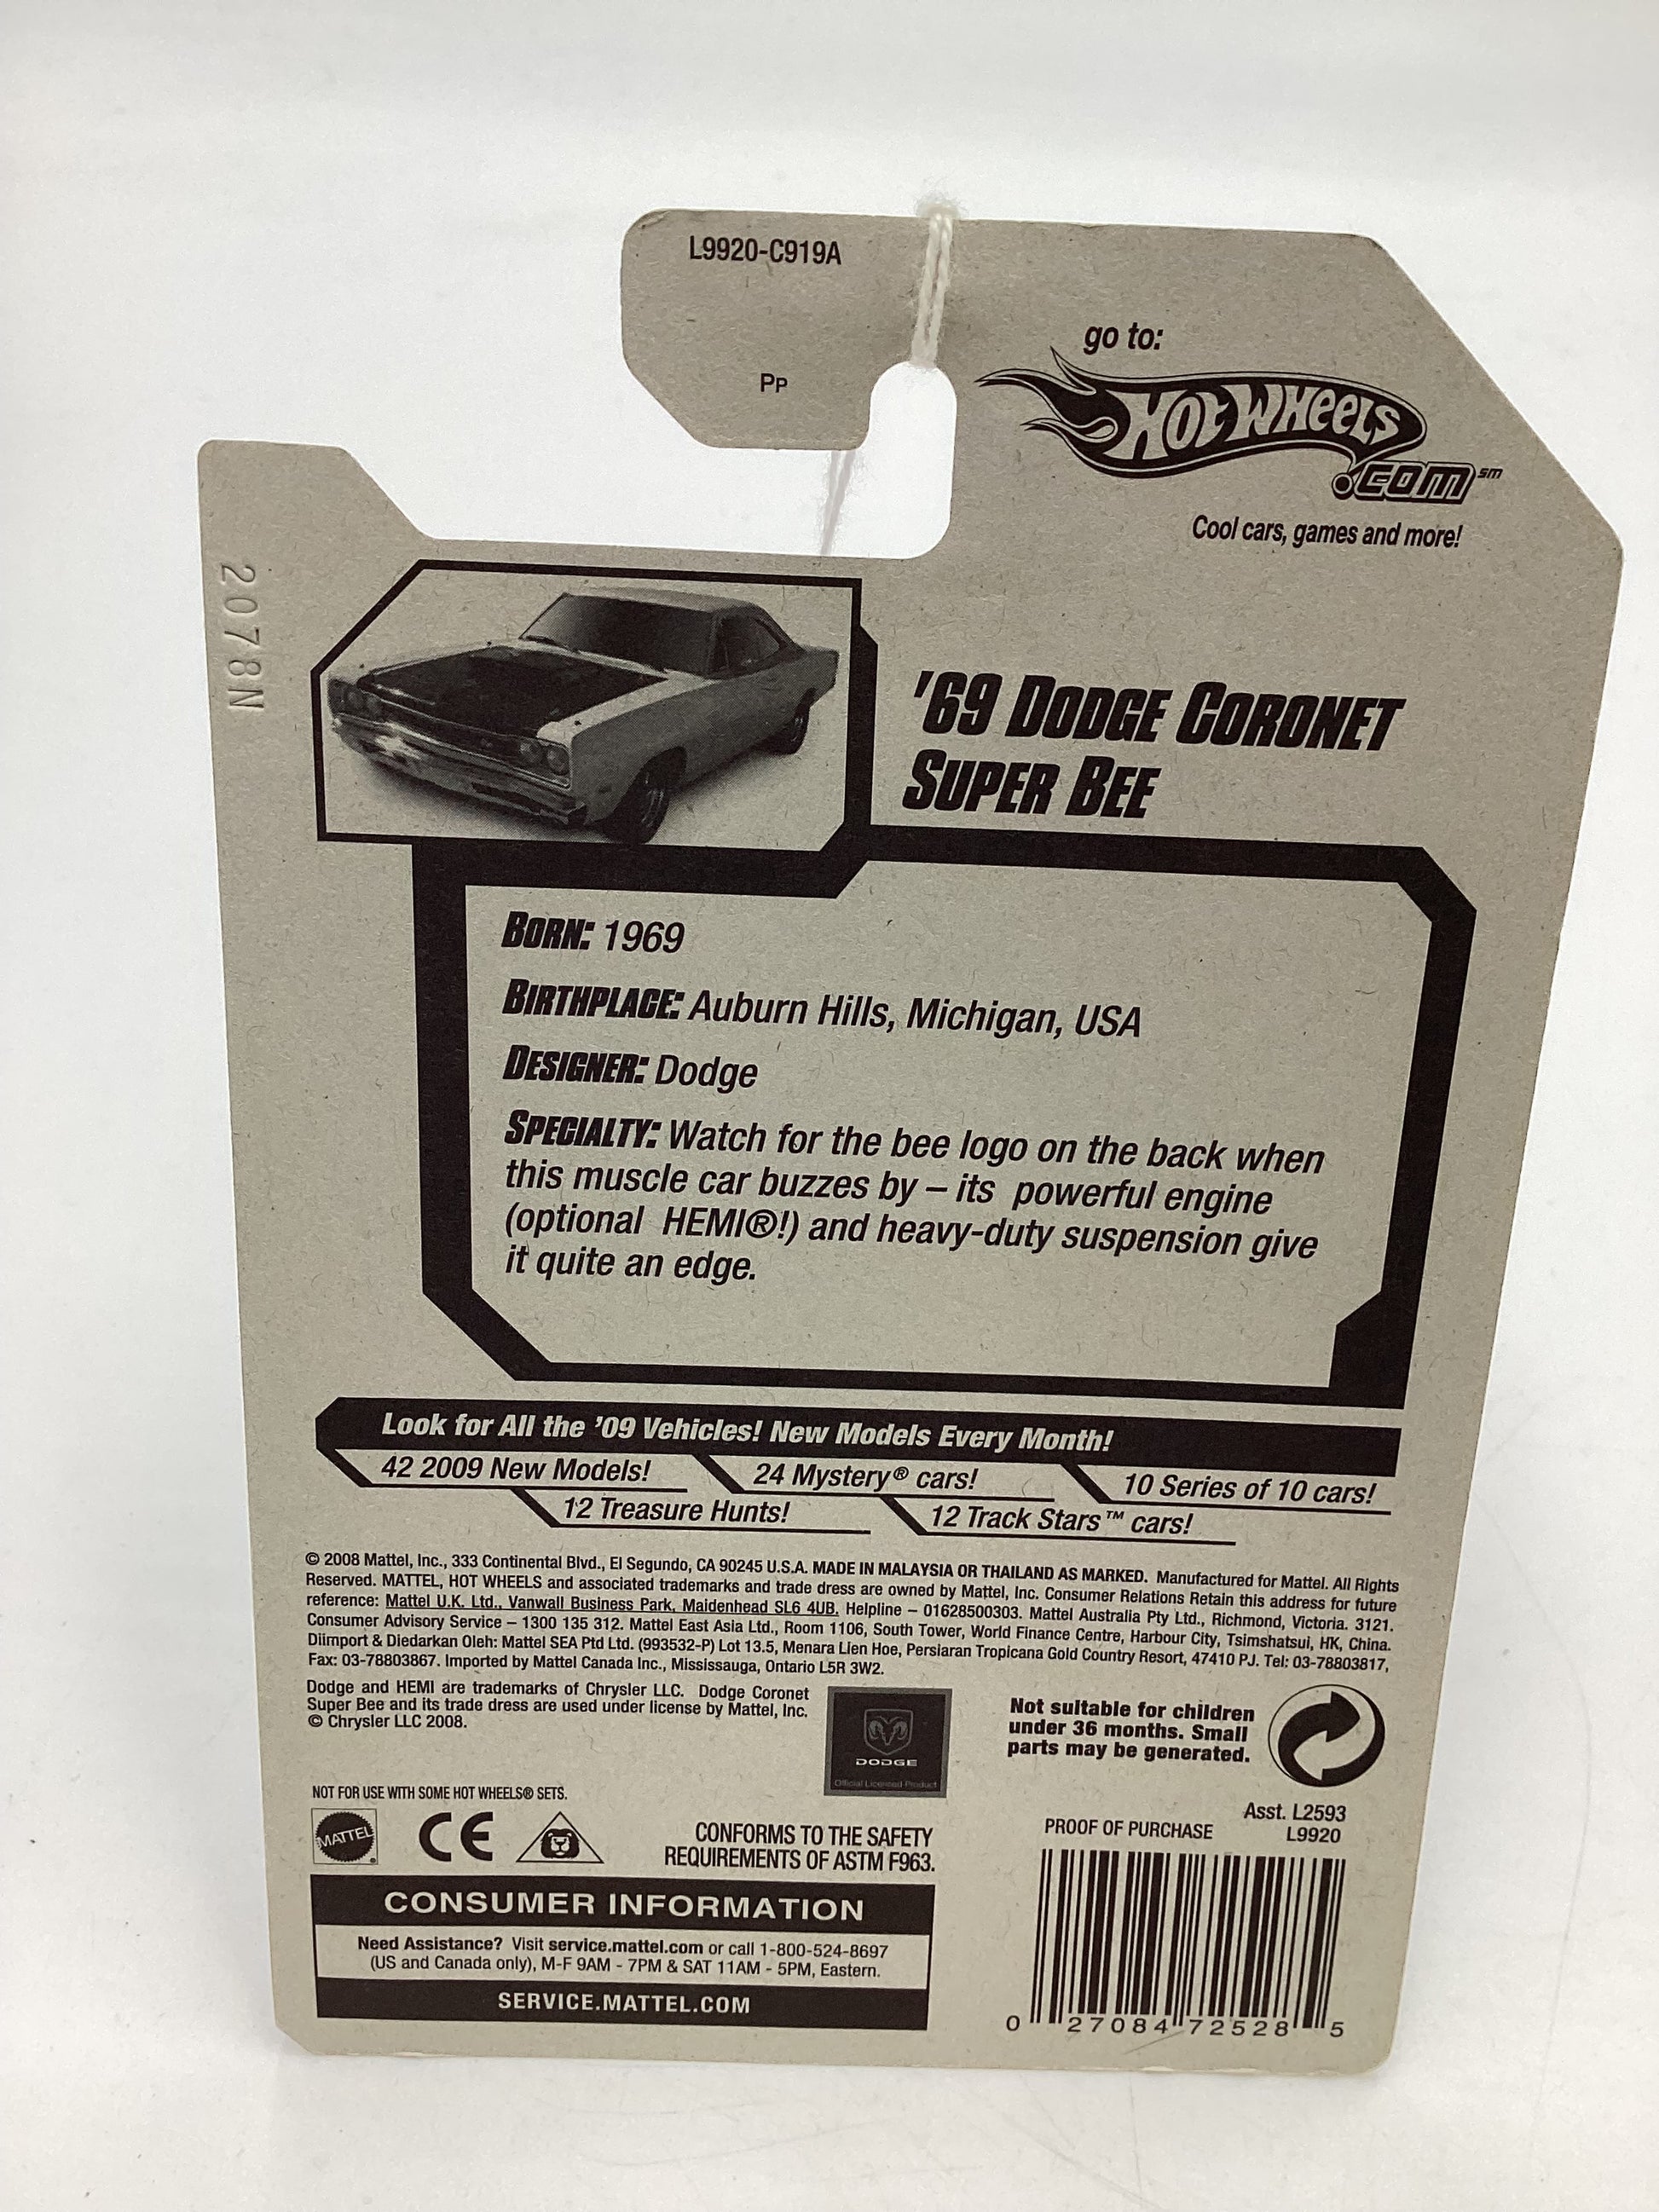 L9920-C919A
PP
go to:
HOT WHEELS
.COM℠
Cool cars, games and more!
2078N
'69 DODGE CORONET
SUPER BEE
BORN: 1969
BIRTHPLACE: Auburn Hills, Michigan, USA
DESIGNER: Dodge
SPECIALTY: Watch for the bee logo on the back when
this muscle car buzzes by – its powerful engine
(optional HEMI®!) and heavy-duty suspension give
it quite an edge.
Look for All the '09 Vehicles! New Models Every Month!
42 2009 New Models!
24 Mystery® cars!
10 Series of 10 cars!
12 Treasure Hunts!
12 Track Stars™ cars!
© 2008 Mattel, Inc., 333 Continental Blvd., El Segundo, CA 90245 U.S.A. MADE IN MALAYSIA OR THAILAND AS MARKED. Manufactured for Mattel. All Rights
Reserved. MATTEL, HOT WHEELS and associated trademarks and trade dress are owned by Mattel, Inc. Consumer Relations Retain this address for future
reference: Mattel U.K. Ltd., Vanwall Business Park, Maidenhead SL6 4UB. Helpline – 01628500303. Mattel Australia Pty Ltd., Richmond, Victoria. 3121.
Consumer Advisory Service – 1300 135 312. Mattel East Asia Ltd., Room 1106, South Tower, World Finance Centre, Harbour City, Tsimshatsui, HK, China.
Diimport & Diedarkan Oleh: Mattel SEA Ptd Ltd. (993532-P) Lot 13.5, Menara Lien Hoe, Persiaran Tropicana Gold Country Resort, 47410 PJ. Tel: 03-78803817,
Fax: 03-78803867. Imported by Mattel Canada Inc., Mississauga, Ontario L5R 3W2.
Dodge and HEMI are trademarks of Chrysler LLC. Dodge Coronet
Super Bee and its trade dress are used under license by Mattel, Inc.
© Chrysler LLC 2008.
DODGE
Official Licensed Product
Not suitable for children
under 36 months. Small
parts may be generated.
NOT FOR USE WITH SOME HOT WHEELS® SETS.
MATTEL
CE
CONFORMS TO THE SAFETY
REQUIREMENTS OF ASTM F963.
Asst. L2593
PROOF OF PURCHASE L9920
CONSUMER INFORMATION
Need Assistance? Visit service.mattel.com or call 1-800-524-8697
(US and Canada only), M-F 9AM - 7PM & SAT 11AM - 5PM, Eastern.
SERVICE.MATTEL.COM
0 27084 72528 5